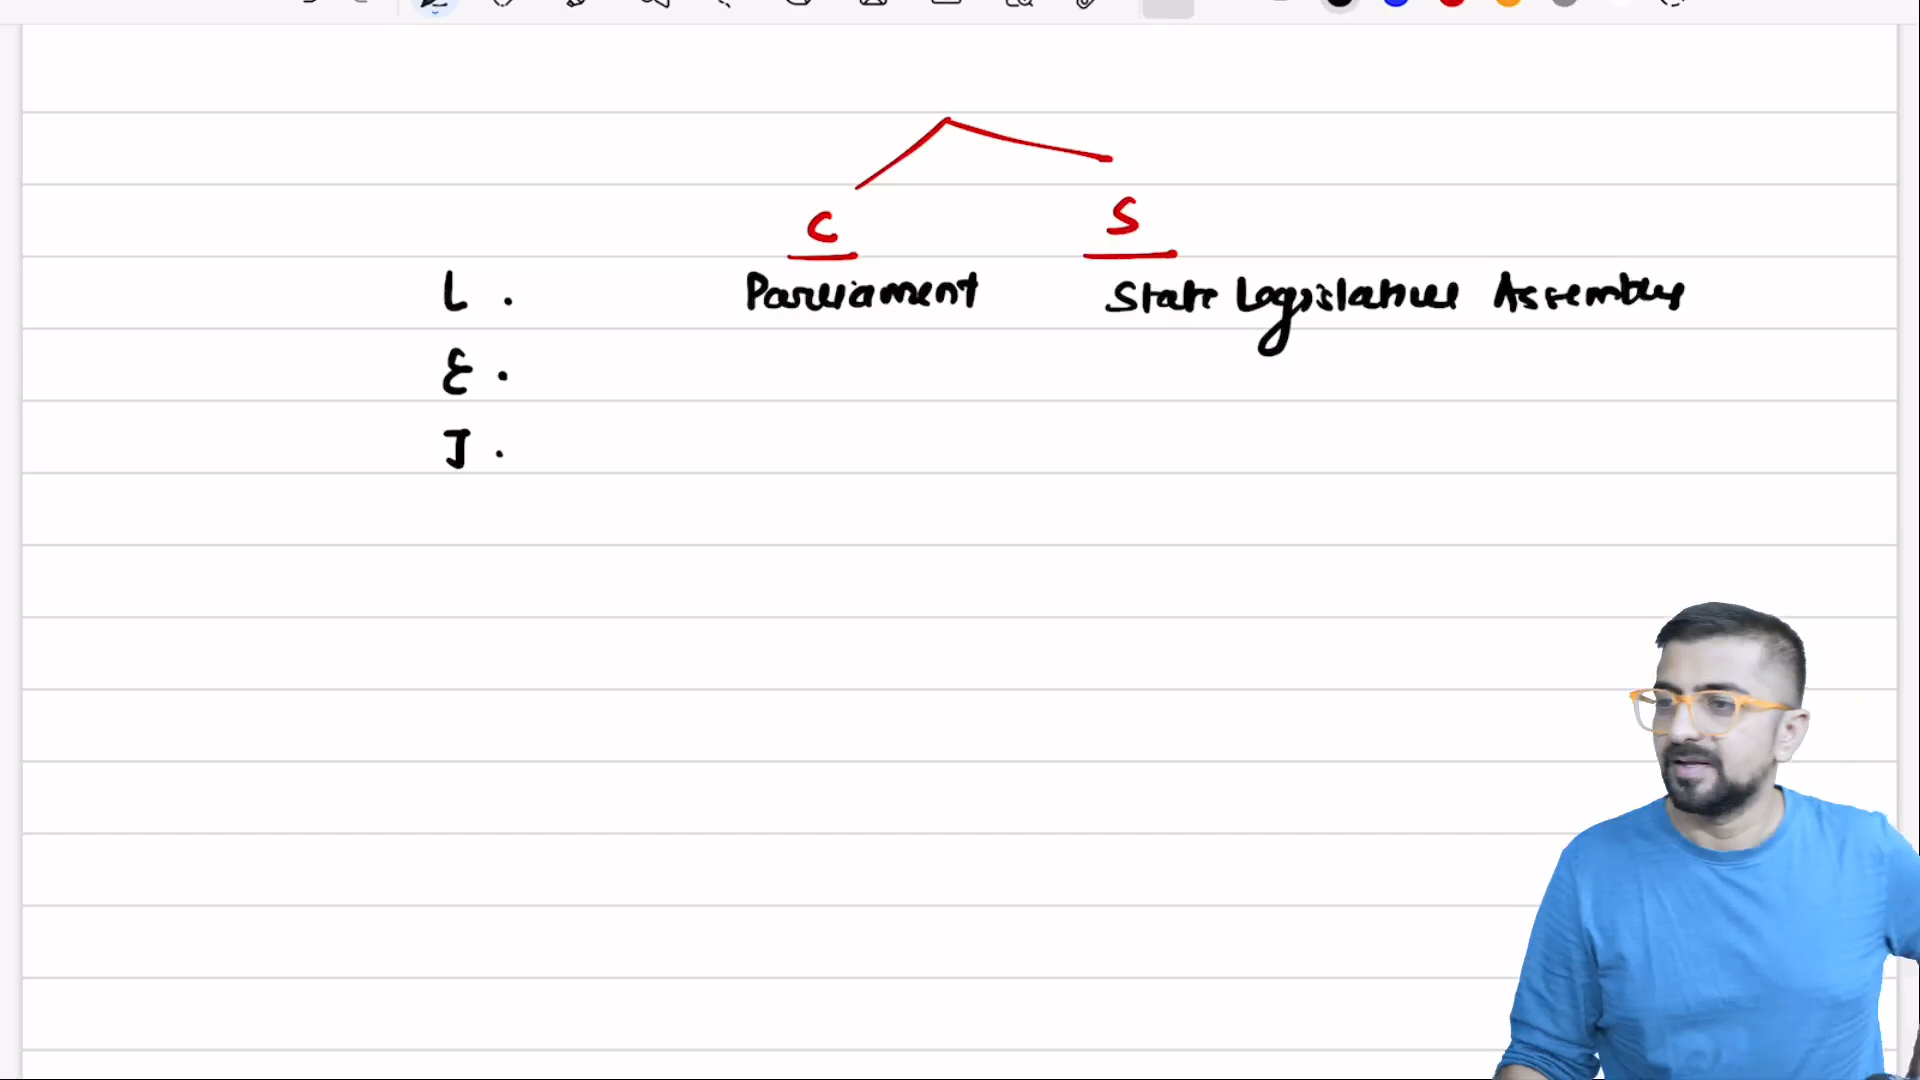 C S
L . Parliament State Legislative Assembly
E .
J .